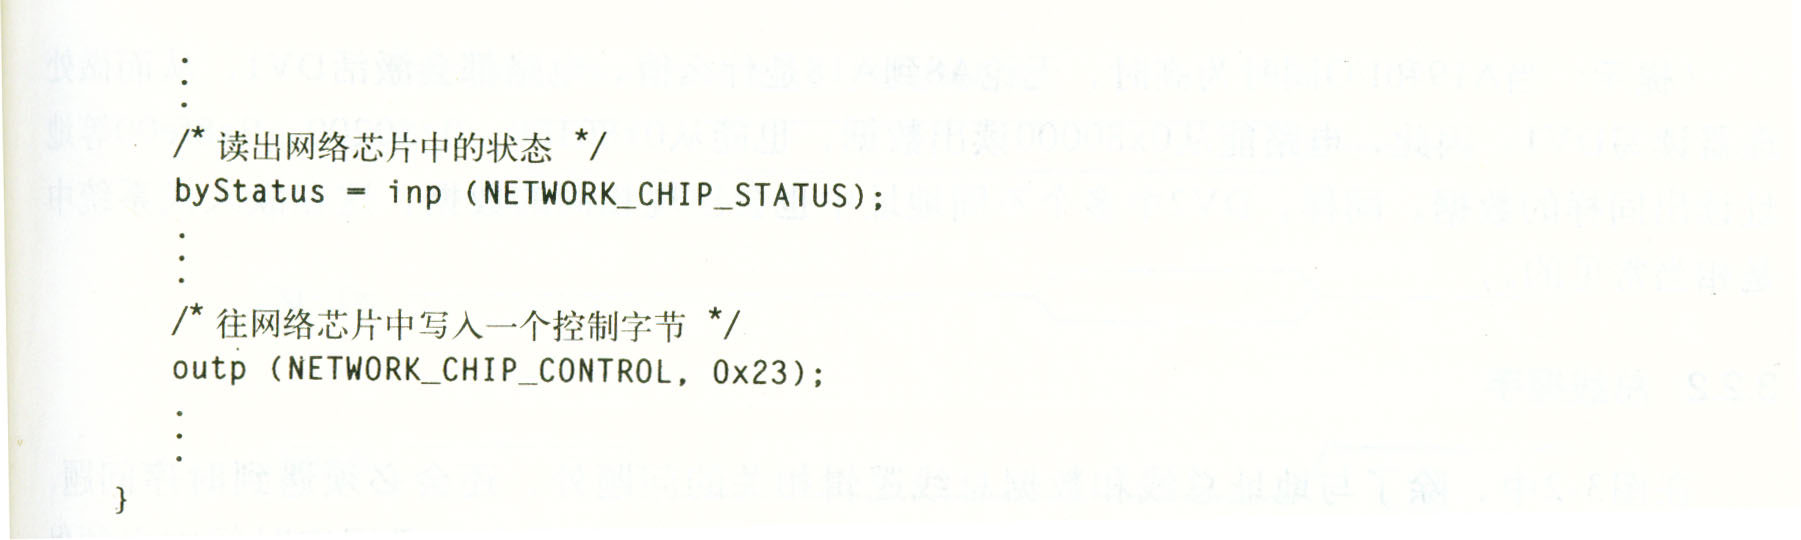 .
.
.
/* 读出网络芯片中的状态 */
byStatus = inp (NETWORK_CHIP_STATUS);
.
.
.
/* 往网络芯片中写入一个控制字节 */
outp (NETWORK_CHIP_CONTROL, 0x23);
.
.
.
}